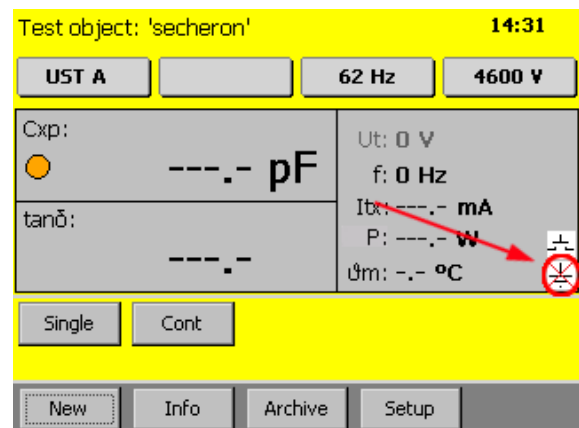 Test object: 'secheron' 14:31
UST A 62 Hz 4600 V
Cxp:
---.- pF
tanδ:
---.-
Ut: 0 V
f: 0 Hz
Itx: ---.- mA
P: ---.- W
ϑm: -.- ºC
Single Cont
New Info Archive Setup